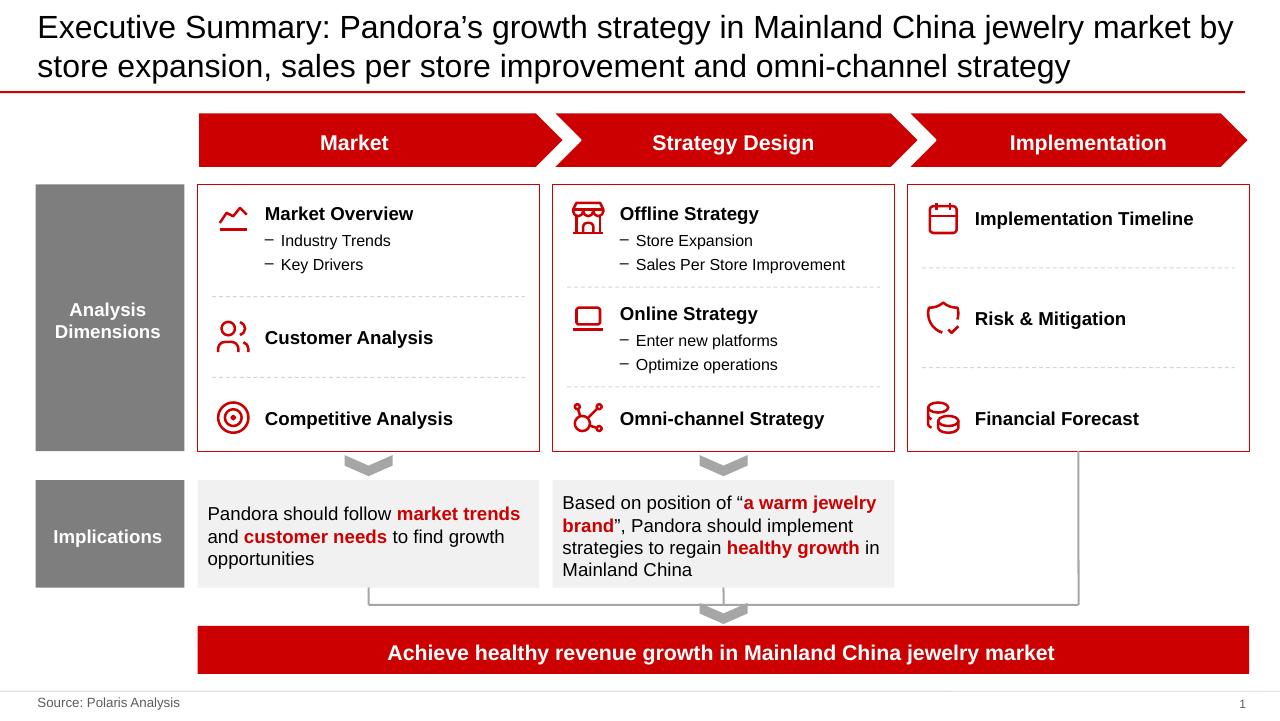 Executive Summary: Pandora’s growth strategy in Mainland China jewelry market by
store expansion, sales per store improvement and omni-channel strategy
Market
Strategy Design
Implementation
Analysis
Dimensions
Market Overview
– Industry Trends
– Key Drivers
Customer Analysis
Competitive Analysis
Offline Strategy
– Store Expansion
– Sales Per Store Improvement
Online Strategy
– Enter new platforms
– Optimize operations
Omni-channel Strategy
Implementation Timeline
Risk & Mitigation
Financial Forecast
Implications
Pandora should follow market trends
and customer needs to find growth
opportunities
Based on position of “a warm jewelry
brand”, Pandora should implement
strategies to regain healthy growth in
Mainland China
Achieve healthy revenue growth in Mainland China jewelry market
Source: Polaris Analysis
1